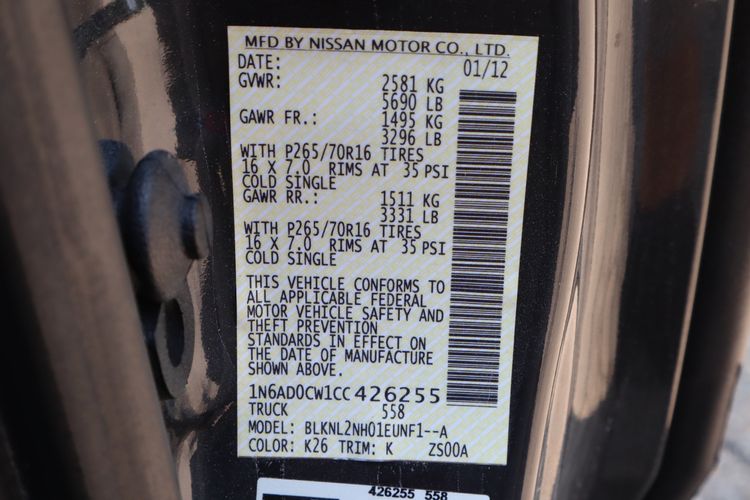 MFD BY NISSAN MOTOR CO., LTD.
DATE: 01/12
GVWR: 2581 KG
5690 LB
GAWR FR.: 1495 KG
3296 LB
WITH P265/70R16 TIRES
16 X 7.0 RIMS AT 35 PSI
COLD SINGLE
GAWR RR.: 1511 KG
3331 LB
WITH P265/70R16 TIRES
16 X 7.0 RIMS AT 35 PSI
COLD SINGLE
THIS VEHICLE CONFORMS TO
ALL APPLICABLE FEDERAL
MOTOR VEHICLE SAFETY AND
THEFT PREVENTION
STANDARDS IN EFFECT ON
THE DATE OF MANUFACTURE
SHOWN ABOVE.
1N6AD0CW1CC426255
TRUCK 558
MODEL: BLKNL2NH01EUNF1--A
COLOR: K26 TRIM: K ZS00A
426255 558